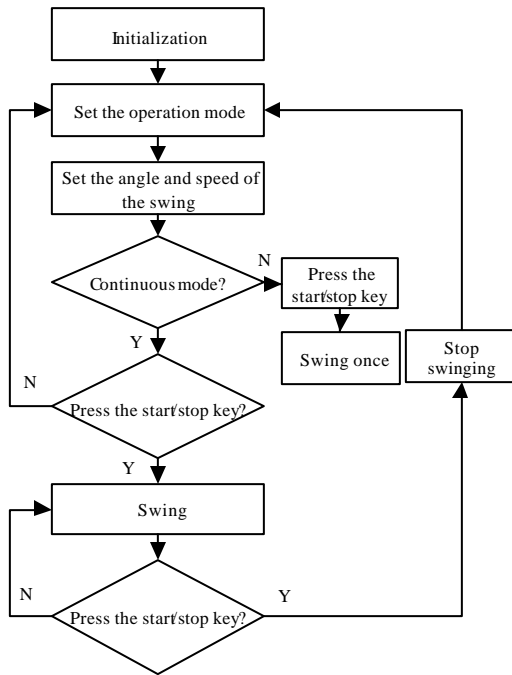 Initialization
Set the operation mode
Set the angle and speed of
the swing
Continuous mode?
N
Press the
start/stop key
Y
Swing once
Stop
swinging
N
Press the start/stop key?
Y
Swing
N
Press the start/stop key?
Y